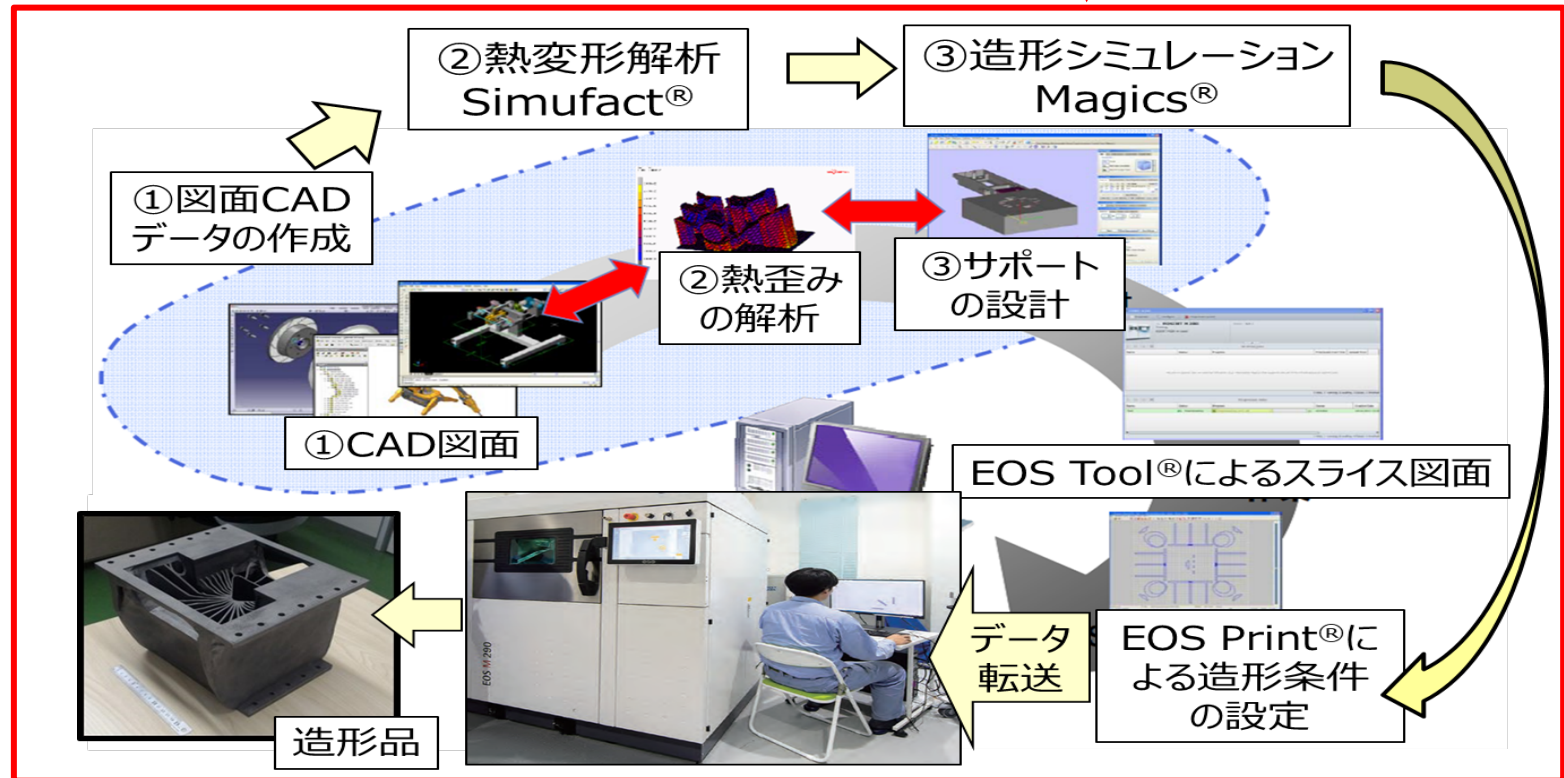 ②熱変形解析
Simufact®
③造形シミュレーション
Magics®
①図面CAD
データの作成
②熱歪み
の解析
③サポート
の設計
①CAD図面
EOS Tool®によるスライス図面
データ
転送
EOS Print®に
よる造形条件
の設定
EOS M 290
造形品